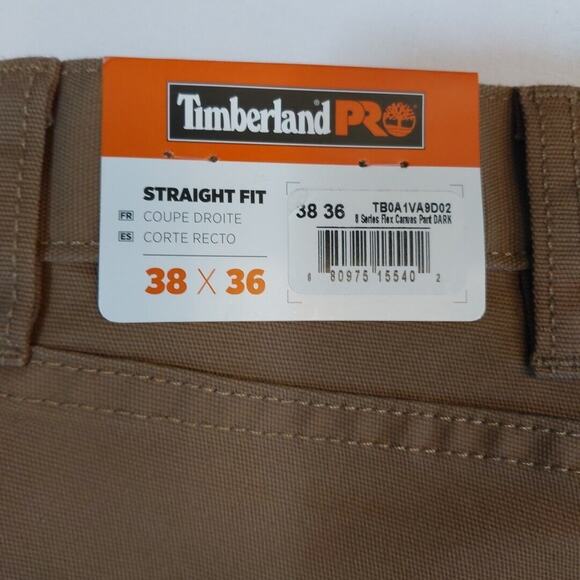 Timberland PRO
STRAIGHT FIT
FR COUPE DROITE
ES CORTE RECTO
38 X 36
38 36 TB0A1VA9D02
8 Series Flex Canvas Pant DARK
8 80975 15540 2